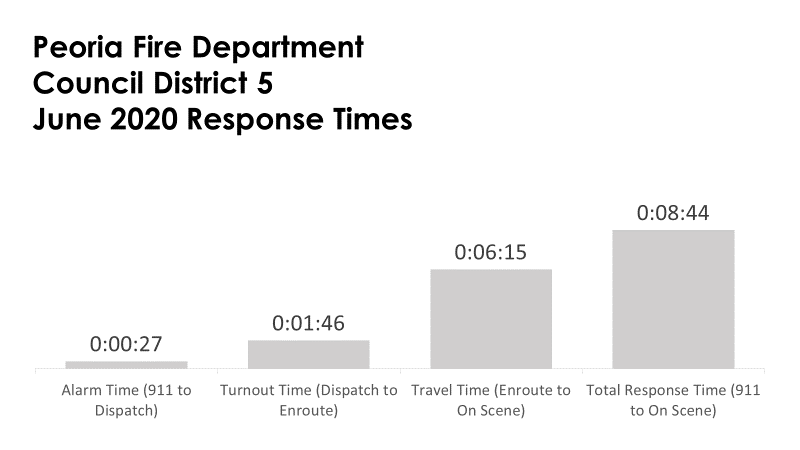 Peoria Fire Department
Council District 5
June 2020 Response Times
0:08:44
0:06:15
0:01:46
0:00:27
Alarm Time (911 to
Dispatch)
Turnout Time (Dispatch to
Enroute)
Travel Time (Enroute to
On Scene)
Total Response Time (911
to On Scene)